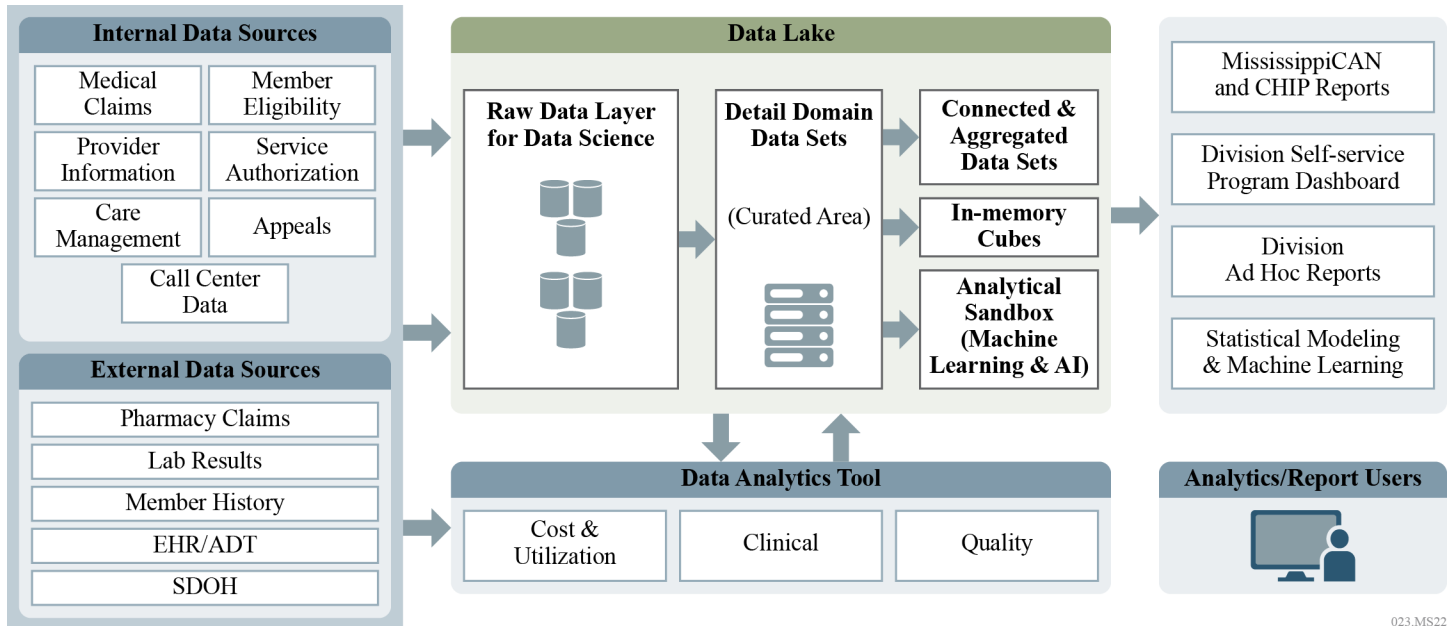 Internal Data Sources
Medical
Claims
Member
Eligibility
Provider
Information
Service
Authorization
Care
Management
Appeals
Call Center
Data
External Data Sources
Pharmacy Claims
Lab Results
Member History
EHR/ADT
SDOH
Data Lake
Raw Data Layer
for Data Science
Detail Domain
Data Sets
(Curated Area)
Connected &
Aggregated
Data Sets
In-memory
Cubes
Analytical
Sandbox
(Machine
Learning & AI)
Data Analytics Tool
Cost &
Utilization
Clinical
Quality
MississippiCAN
and CHIP Reports
Division Self-service
Program Dashboard
Division
Ad Hoc Reports
Statistical Modeling
& Machine Learning
Analytics/Report Users
023.MS22